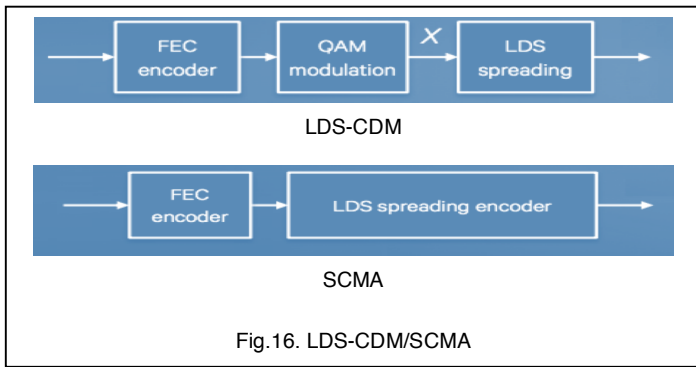 FEC
encoder
QAM
modulation
X
LDS
spreading
LDS-CDM
FEC
encoder
LDS spreading encoder
SCMA
Fig.16. LDS-CDM/SCMA